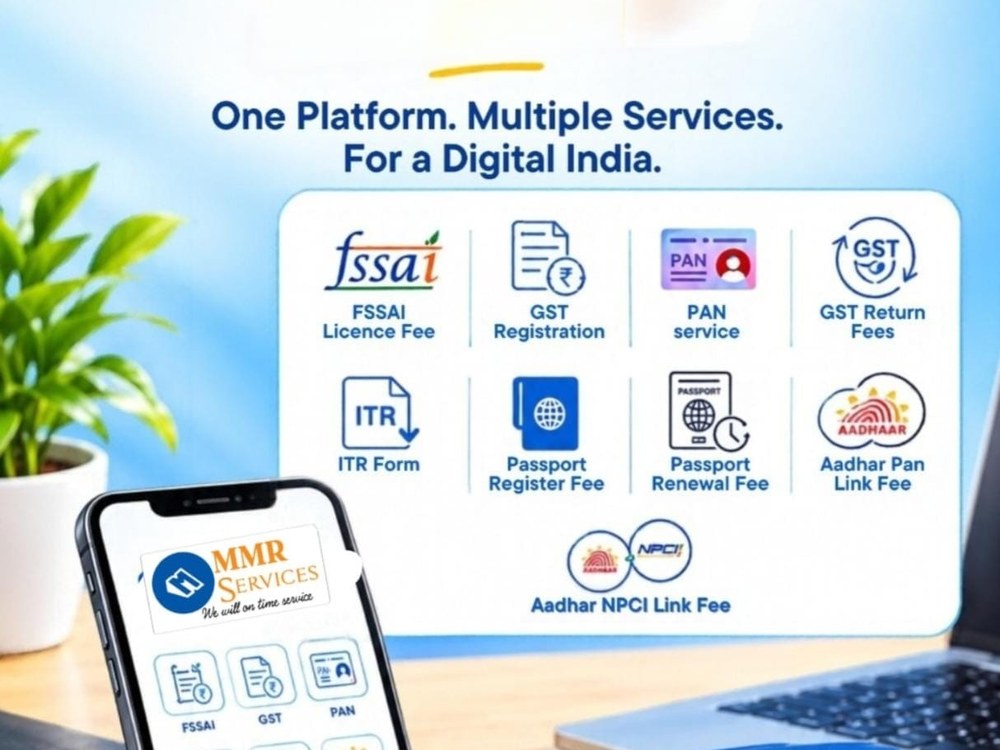 One Platform. Multiple Services.
For a Digital India.
fssai
FSSAI
Licence Fee
₹
GST
Registration
PAN
PAN
service
GST
GST Return
Fees
ITR
ITR Form
Passport
Register Fee
PASSPORT
Passport
Renewal Fee
AADHAAR
Aadhar Pan
Link Fee
AADHAAR
NPCI
Aadhar NPCI Link Fee
MMR
SERVICES
We will on time service
₹
FSSAI
₹
GST
PAN